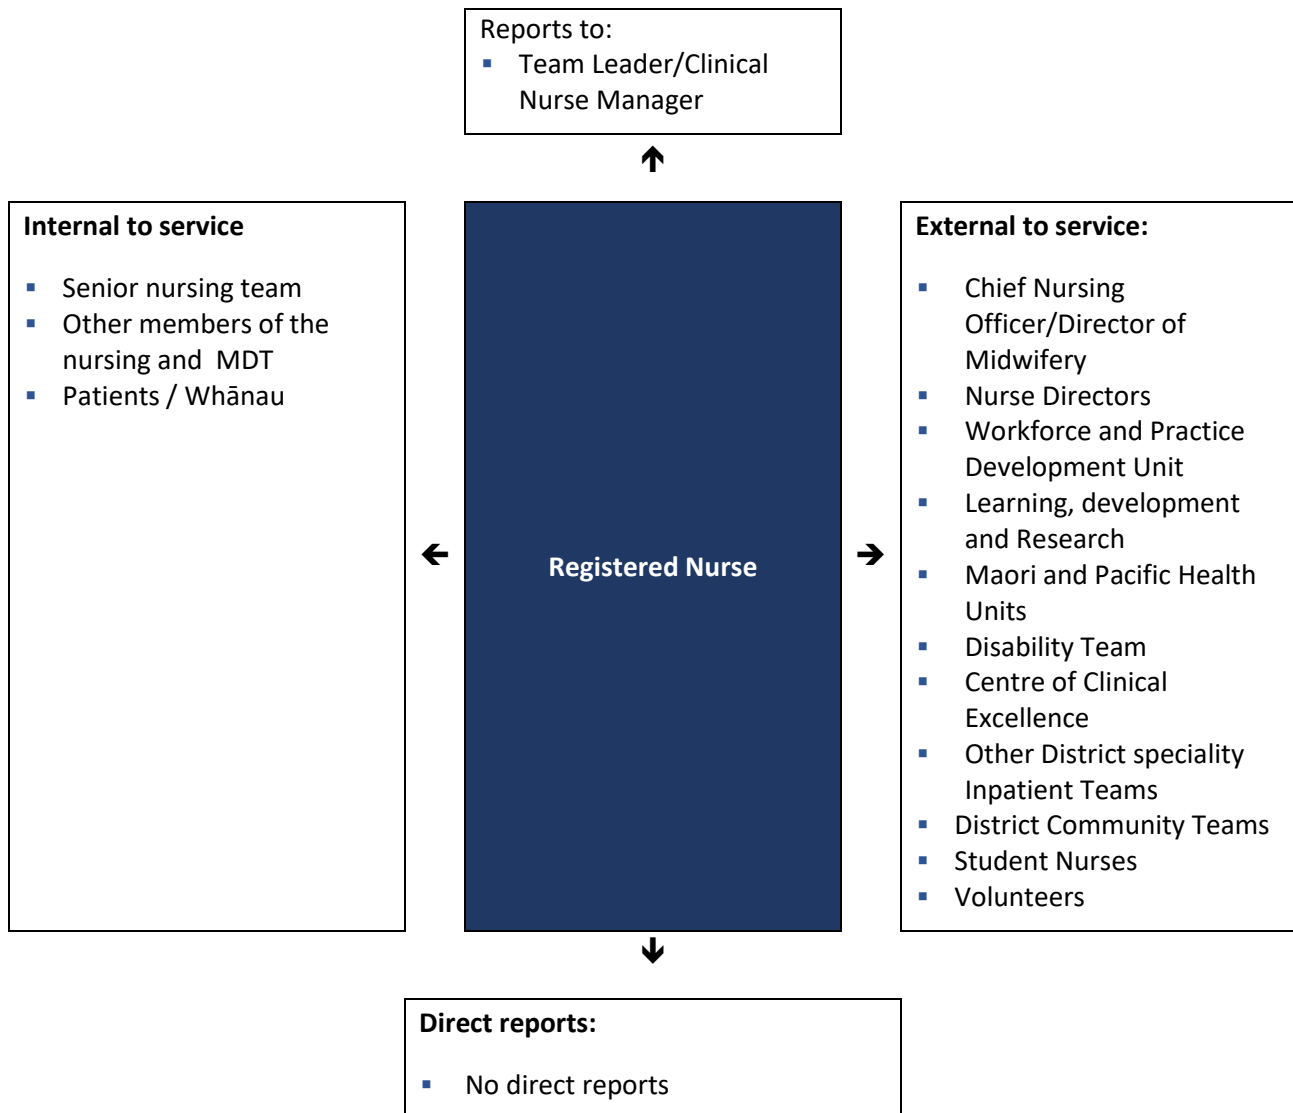 Reports to:
▪ Team Leader/Clinical
Nurse Manager
Internal to service
▪ Senior nursing team
▪ Other members of the
nursing and  MDT
▪ Patients / Whānau
Registered Nurse
External to service:
▪ Chief Nursing
Officer/Director of
Midwifery
▪ Nurse Directors
▪ Workforce and Practice
Development Unit
▪ Learning, development
and Research
▪ Maori and Pacific Health
Units
▪ Disability Team
▪ Centre of Clinical
Excellence
▪ Other District speciality
Inpatient Teams
▪ District Community Teams
▪ Student Nurses
▪ Volunteers
Direct reports:
▪ No direct reports